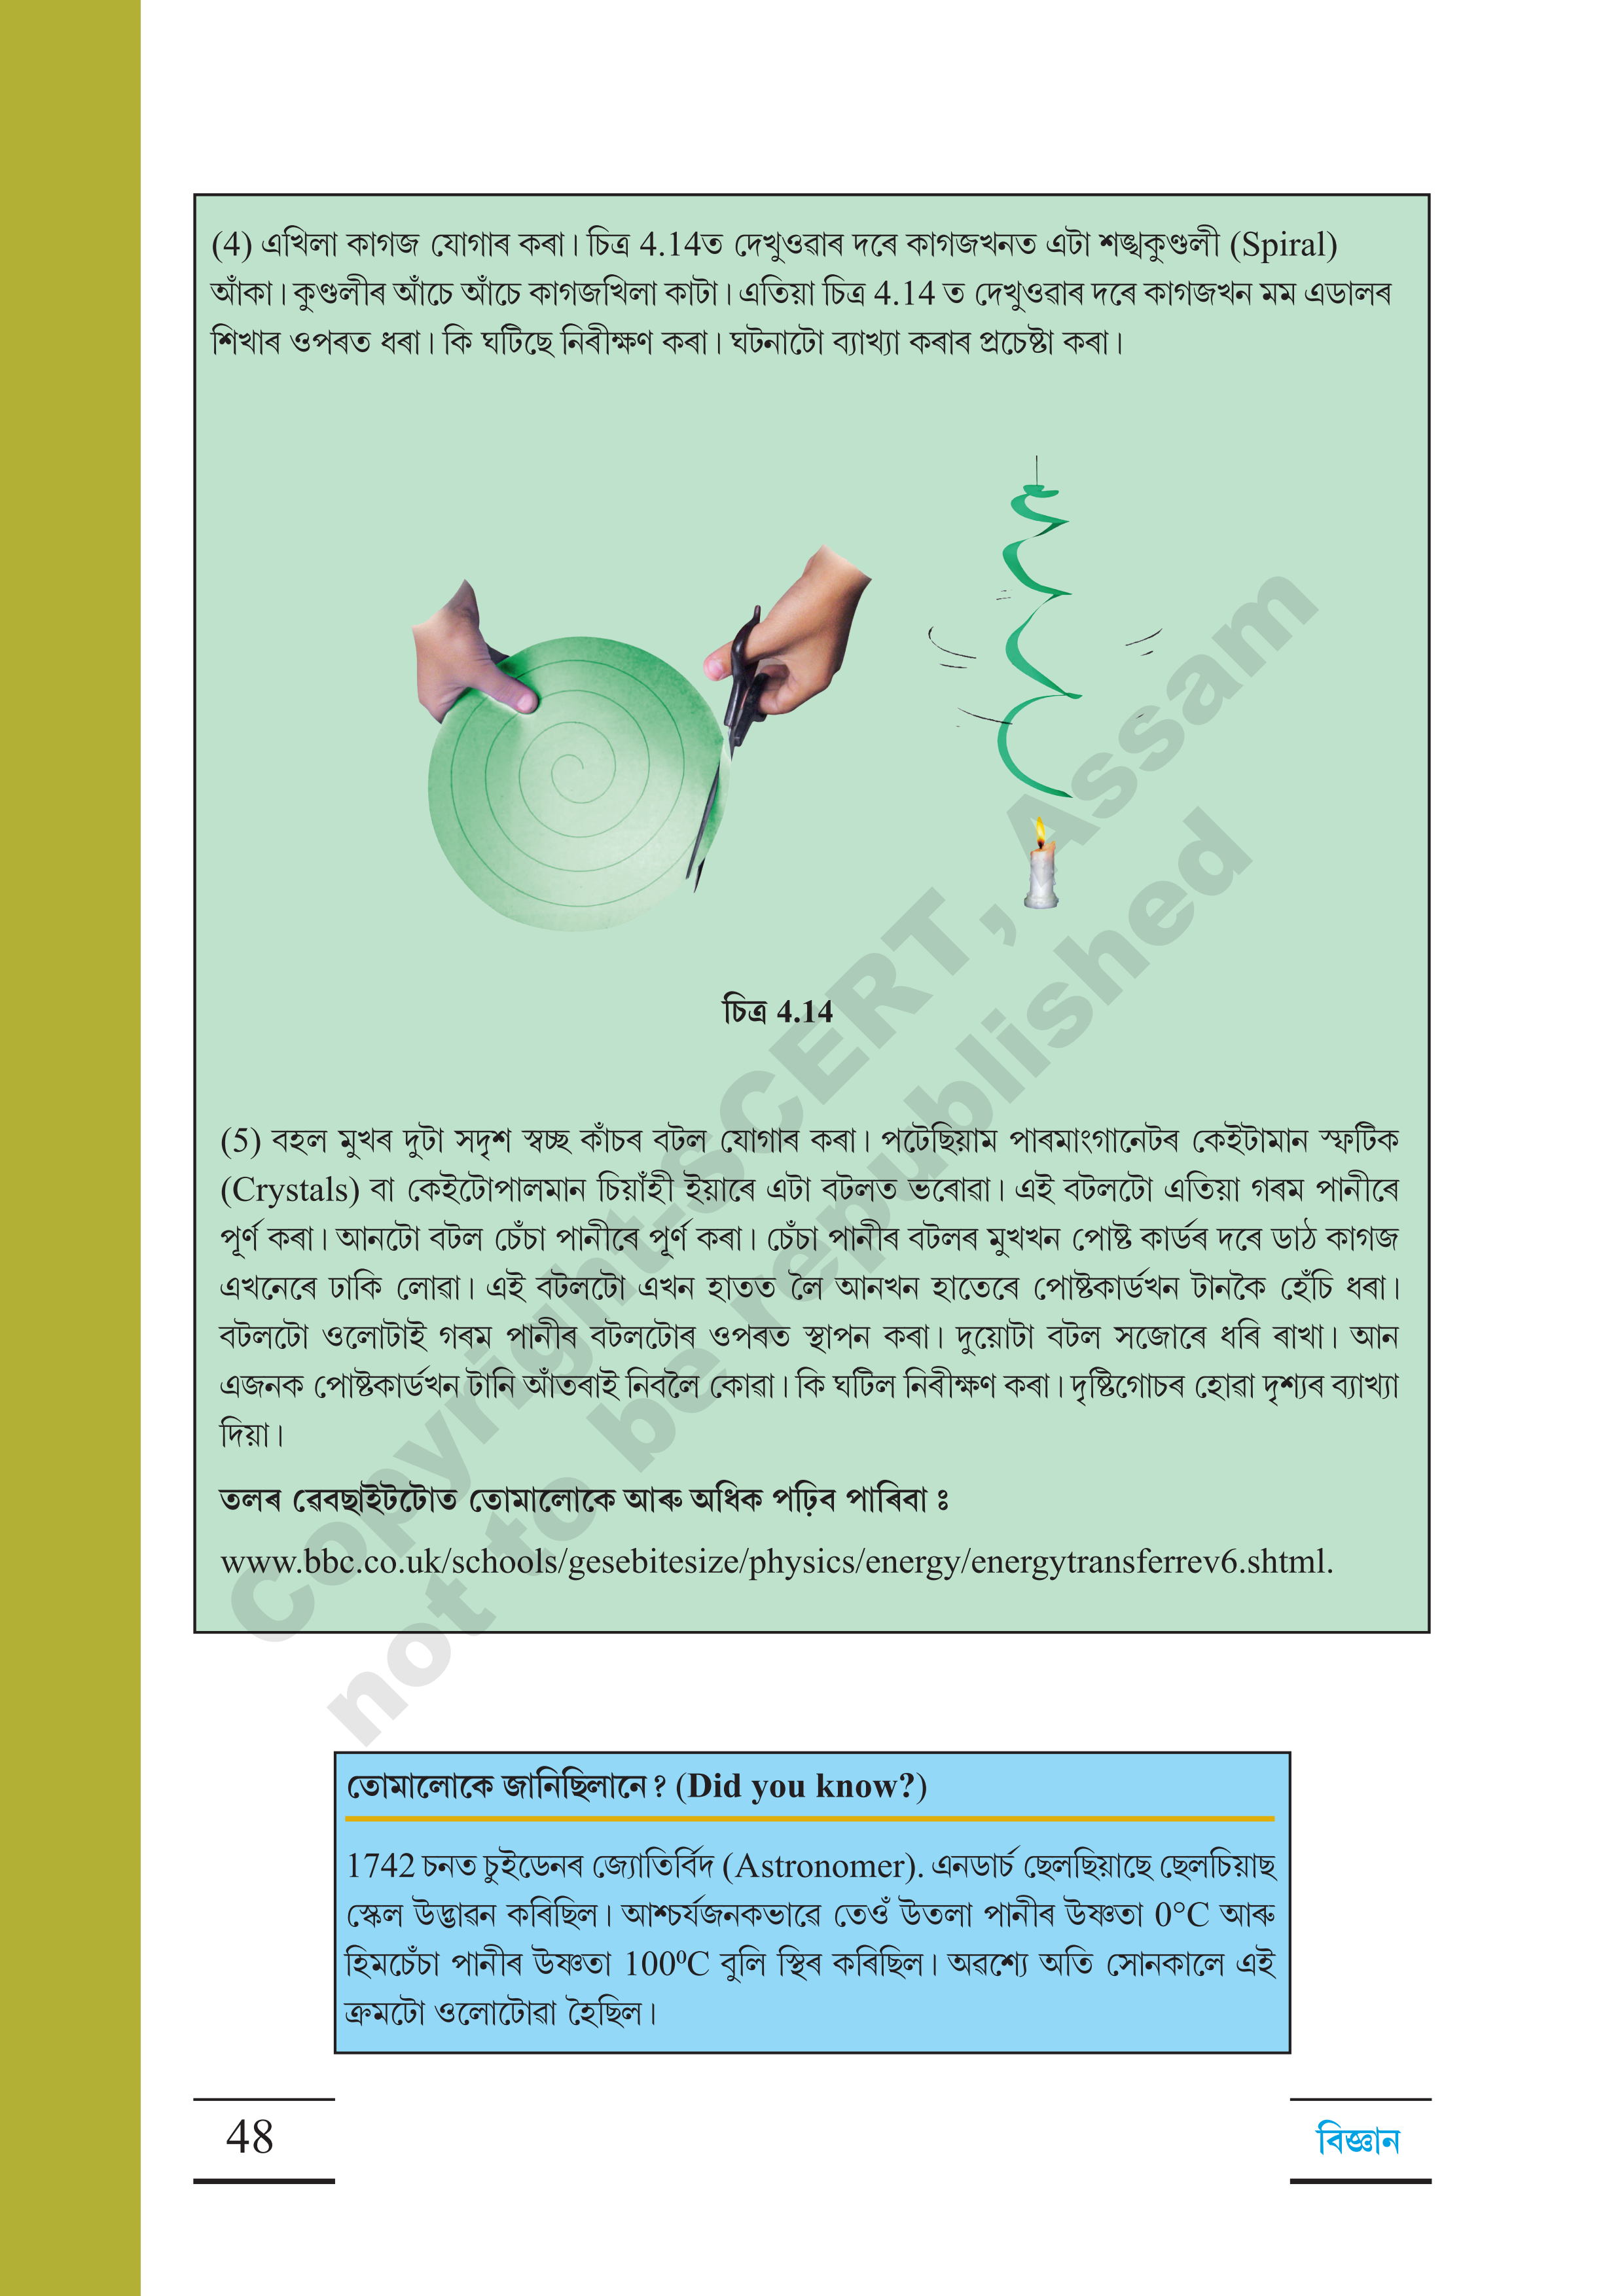 (4) এখিলা কাগজ যোগাৰ কৰা। চিত্ৰ 4.14ত দেখুওৱাৰ দৰে কাগজখনত এটা শঙ্খকুণ্ডলী (Spiral)
আঁকা। কুণ্ডলীৰ আঁচে আঁচে কাগজখিলা কাটা। এতিয়া চিত্ৰ 4.14 ত দেখুওৱাৰ দৰে কাগজখন মম এডালৰ
শিখাৰ ওপৰত ধৰা। কি ঘটিছে নিৰীক্ষণ কৰা। ঘটনাটো ব্যাখ্যা কৰাৰ প্ৰচেষ্টা কৰা।
চিত্ৰ 4.14
(5) বহল মুখৰ দুটা সদৃশ স্বচ্ছ কাঁচৰ বটল যোগাৰ কৰা। পটেছিয়াম পাৰমাংগানেটৰ কেইটামান স্ফটিক
(Crystals) বা কেইটোপালমান চিয়াঁহী ইয়াৰে এটা বটলত ভৰোৱা। এই বটলটো এতিয়া গৰম পানীৰে
পূৰ্ণ কৰা। আনটো বটল চেঁচা পানীৰে পূৰ্ণ কৰা। চেঁচা পানীৰ বটলৰ মুখখন পোষ্ট কাৰ্ডৰ দৰে ডাঠ কাগজ
এখনেৰে ঢাকি লোৱা। এই বটলটো এখন হাতত লৈ আনখন হাতেৰে পোষ্টকাৰ্ডখন টানকৈ হেঁচি ধৰা।
বটলটো ওলোটাই গৰম পানীৰ বটলটোৰ ওপৰত স্থাপন কৰা। দুয়োটা বটল সজোৰে ধৰি ৰাখা। আন
এজনক পোষ্টকাৰ্ডখন টানি আঁতৰাই নিবলৈ কোৱা। কি ঘটিল নিৰীক্ষণ কৰা। দৃষ্টিগোচৰ হোৱা দৃশ্যৰ ব্যাখ্যা
দিয়া।
তলৰ ৱেবছাইটটোত তোমালোকে আৰু অধিক পঢ়িব পাৰিবা ঃ
www.bbc.co.uk/schools/gesebitesize/physics/energy/energytransferrev6.shtml.
Copyright-SCERT, Assam
not to be republished
তোমালোকে জানিছিলানে ? (Did you know?)
1742 চনত চুইডেনৰ জ্যোতিৰ্বিদ (Astronomer). এনডাৰ্চ ছেলছিয়াছে ছেলচিয়াছ
স্কেল উদ্ভাৱন কৰিছিল। আশ্চৰ্যজনকভাৱে তেওঁ উতলা পানীৰ উষ্ণতা 0°C আৰু
হিমচেঁচা পানীৰ উষ্ণতা 100⁰C বুলি স্থিৰ কৰিছিল। অৱশ্যে অতি সোনকালে এই
ক্ৰমটো ওলোটোৱা হৈছিল।
48
বিজ্ঞান